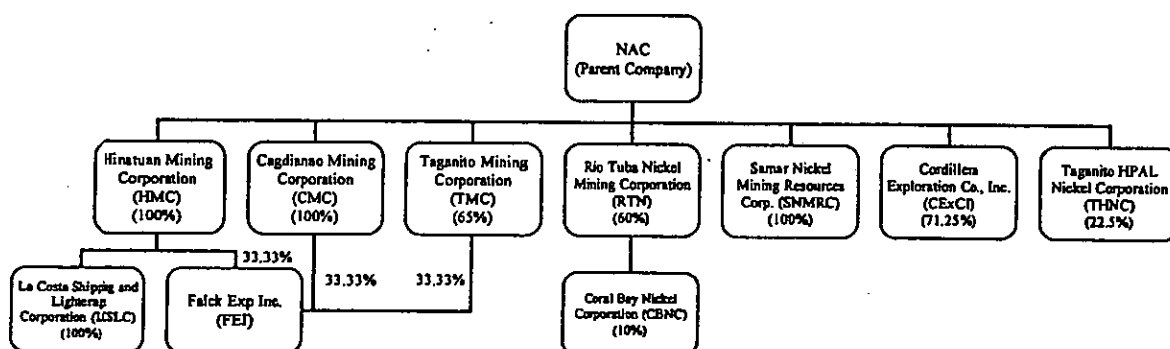 NAC
(Parent Company)
Hinatuan Mining
Corporation
(HMC)
(100%)
Cagdianao Mining
Corporation
(CMC)
(100%)
Taganito Mining
Corporation
(TMC)
(65%)
Rio Tuba Nickel
Mining Corporation
(RTN)
(60%)
Samar Nickel
Mining Resources
Corp. (SNMRC)
(100%)
Cordillera
Exploration Co., Inc.
(CExCI)
(71.25%)
Taganito HPAL
Nickel Corporation
(THNC)
(22.5%)
33.33%
33.33%
33.33%
La Costa Shipping and
Lighterage
Corporation (LCSLC)
(100%)
Falck Exp Inc.
(FEI)
Coral Bay Nickel
Corporation (CBNC)
(10%)